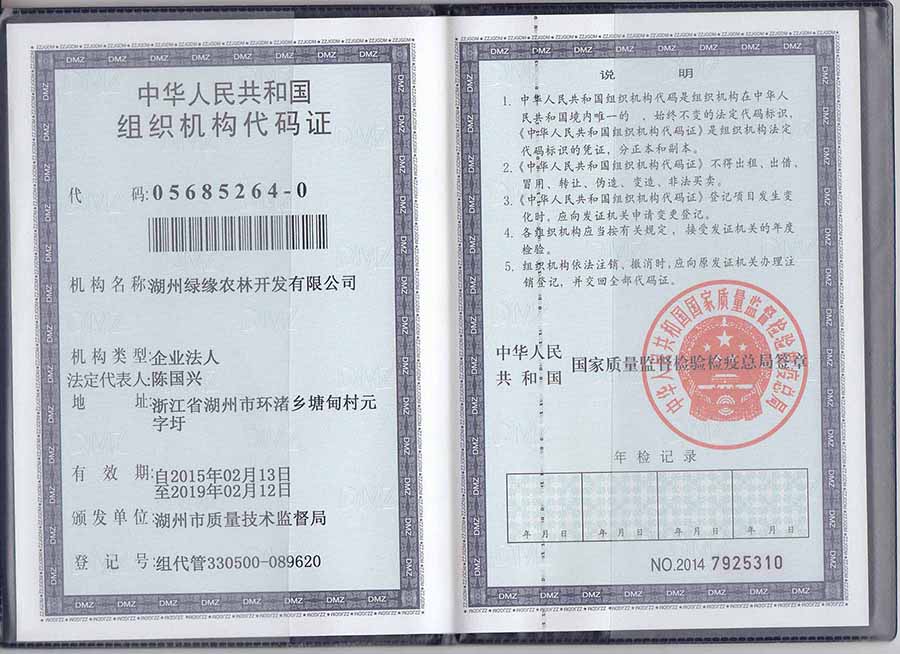 中华人民共和国
组织机构代码证
代 码:05685264-0
机构名称湖州绿缘农林开发有限公司
机构类型:企业法人
法定代表人:陈国兴
地 址:浙江省湖州市环渚乡塘甸村元
字圩
有 效 期:自2015年02月13日
至2019年02月12日
颁发单位:湖州市质量技术监督局
登 记 号:组代管330500-089620
说 明
1. 中华人民共和国组织机构代码是组织机构在中华人
民共和国境内唯一的、始终不变的法定代码标识,
《中华人民共和国组织机构代码证》是组织机构法定
代码标识的凭证,分正本和副本。
2.《中华人民共和国组织机构代码证》不得出租、出借、
冒用、转让、伪造、变造、非法买卖。
3.《中华人民共和国组织机构代码证》登记项目发生变
化时,应向发证机关申请变更登记。
4. 各组织机构应当按有关规定,接受发证机关的年度
检验。
5. 组织机构依法注销、撤消时,应向原发证机关办理注
销登记,并交回全部代码证。
中华人民
共和国
国家质量监督检验检疫总局签章
中华人民共和国国家质量监督检验检疫总局
年检记录
年 月 日 年 月 日 年 月 日 年 月 日
NO.2014 7925310